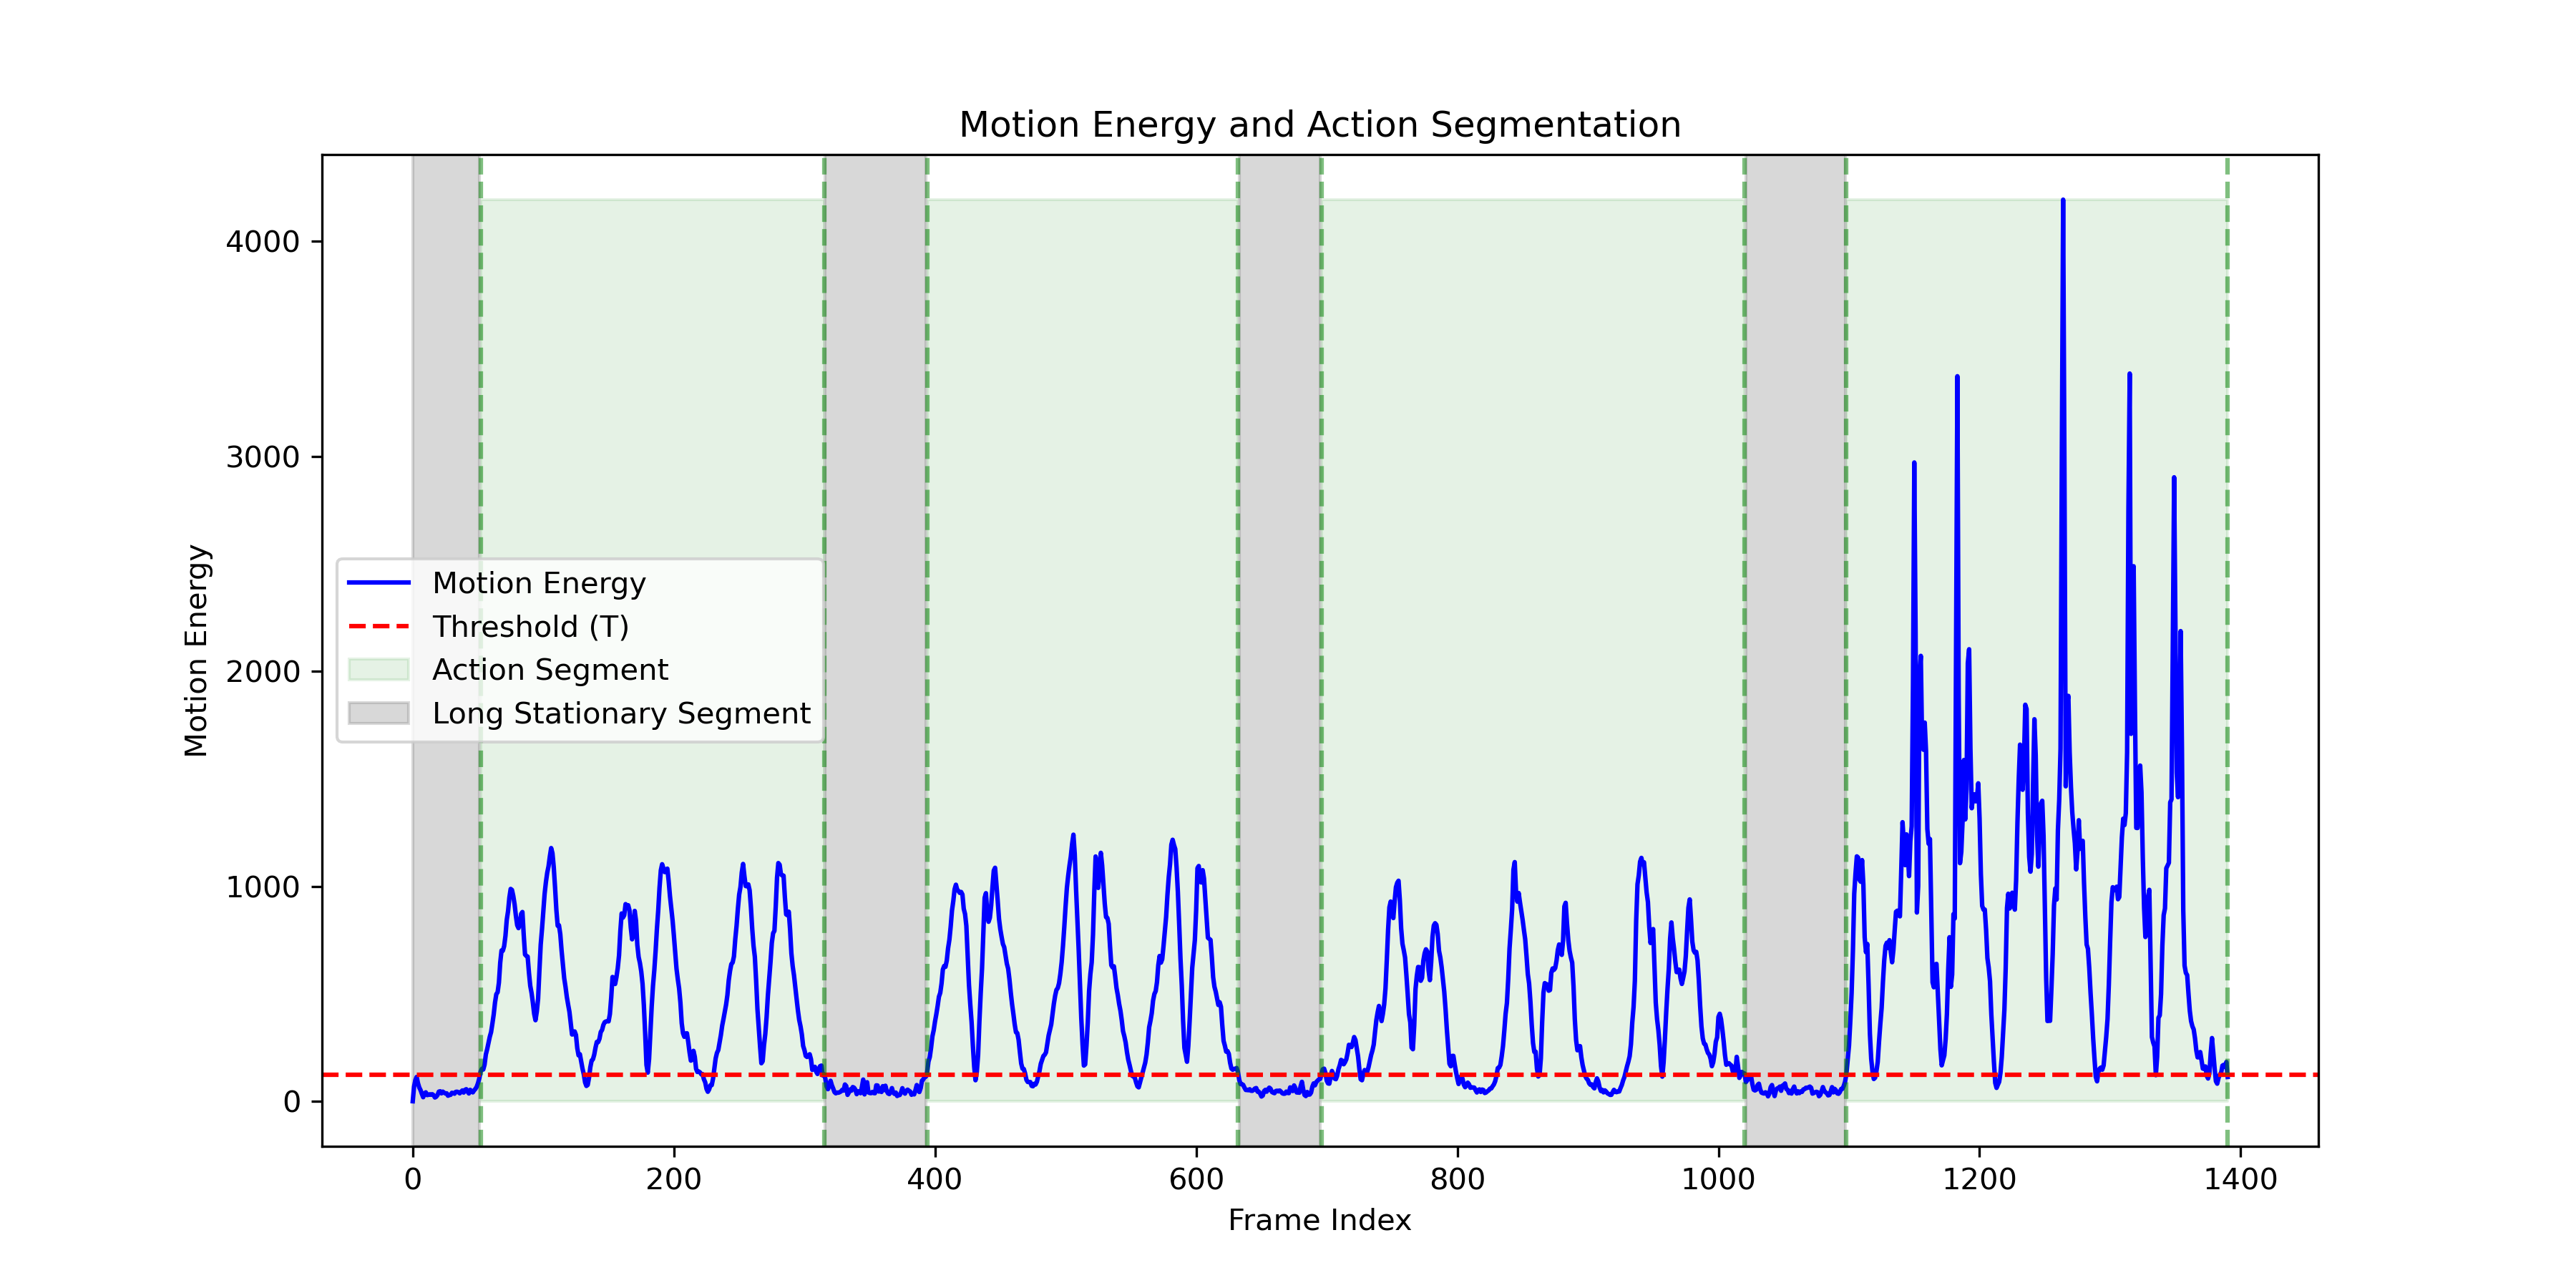 Motion Energy and Action Segmentation
Motion Energy
4000
3000
2000
1000
0
Motion Energy
Threshold (T)
Action Segment
Long Stationary Segment
0 200 400 600 800 1000 1200 1400
Frame Index